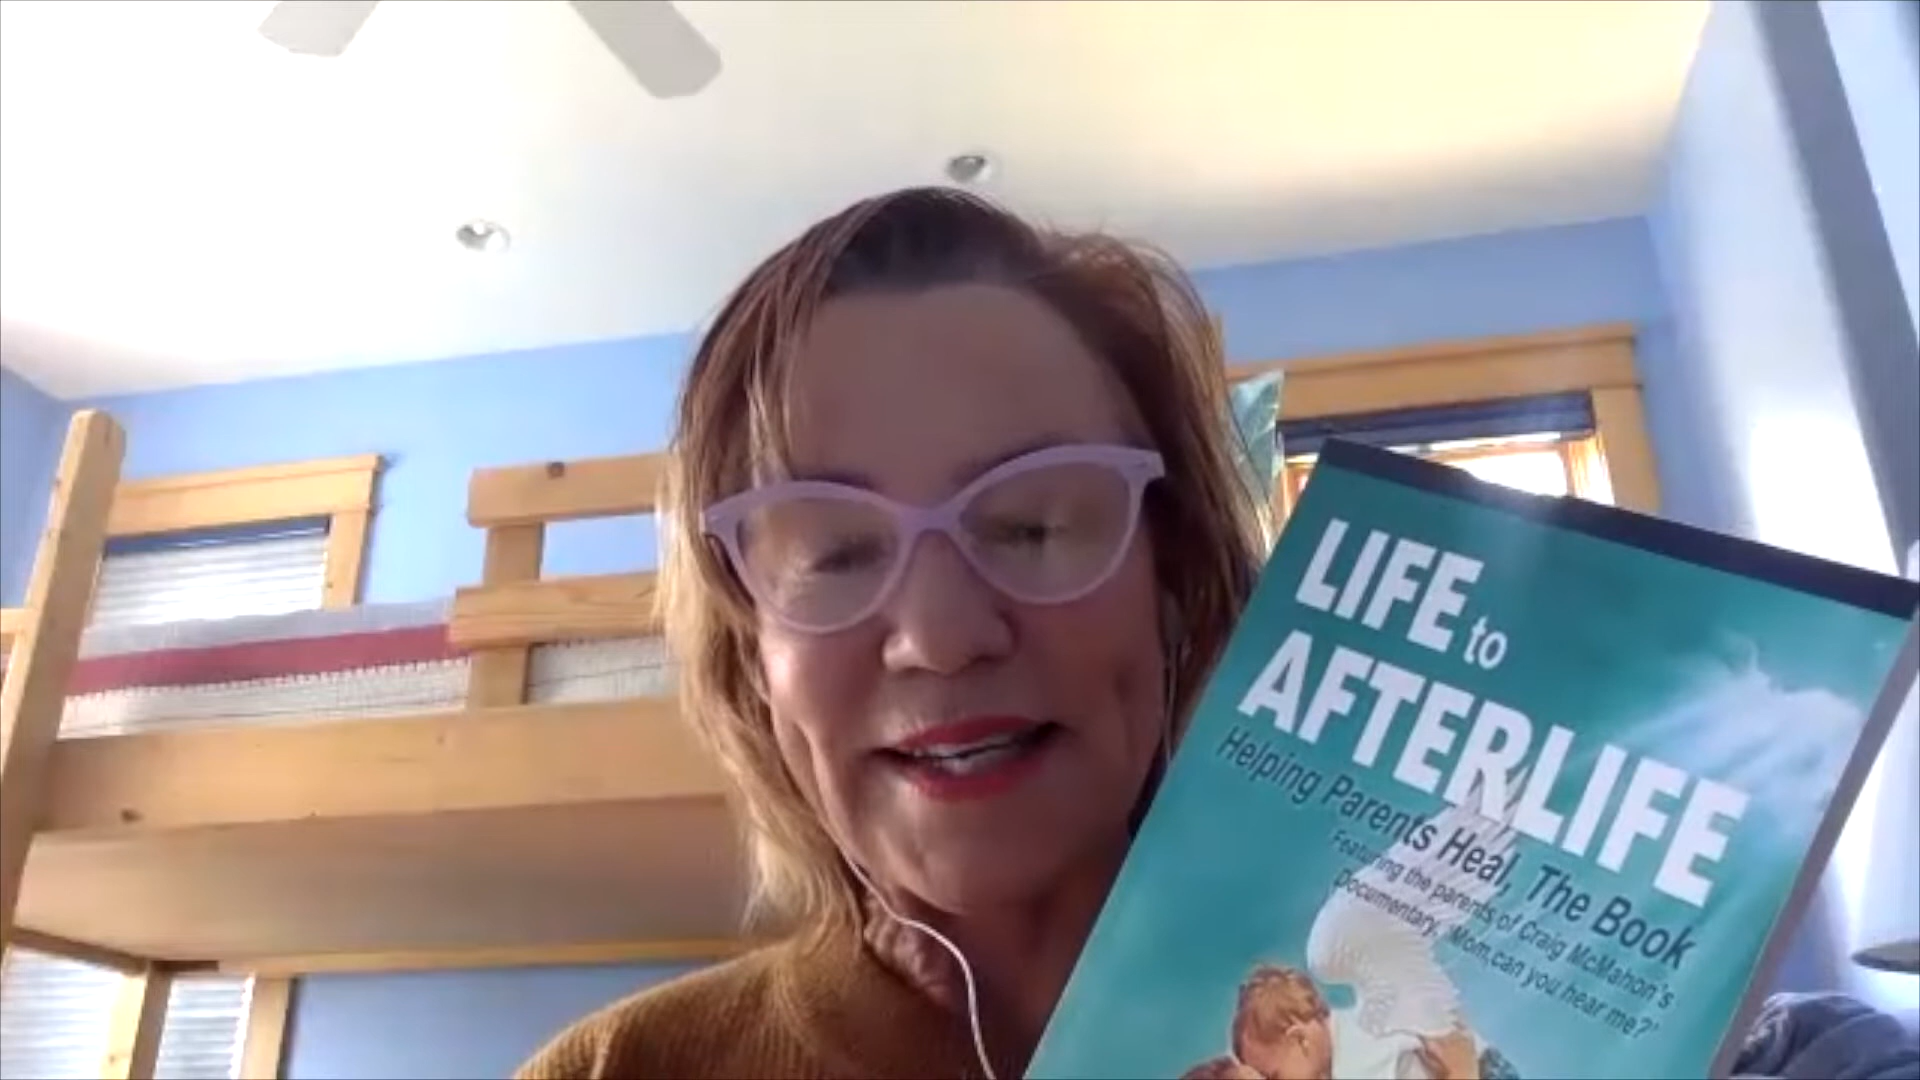 LIFE to
AFTERLIFE
Helping Parents Heal, The Book
Featuring the parents of Craig McMahon's
Documentary, 'Mom,can you hear me?'